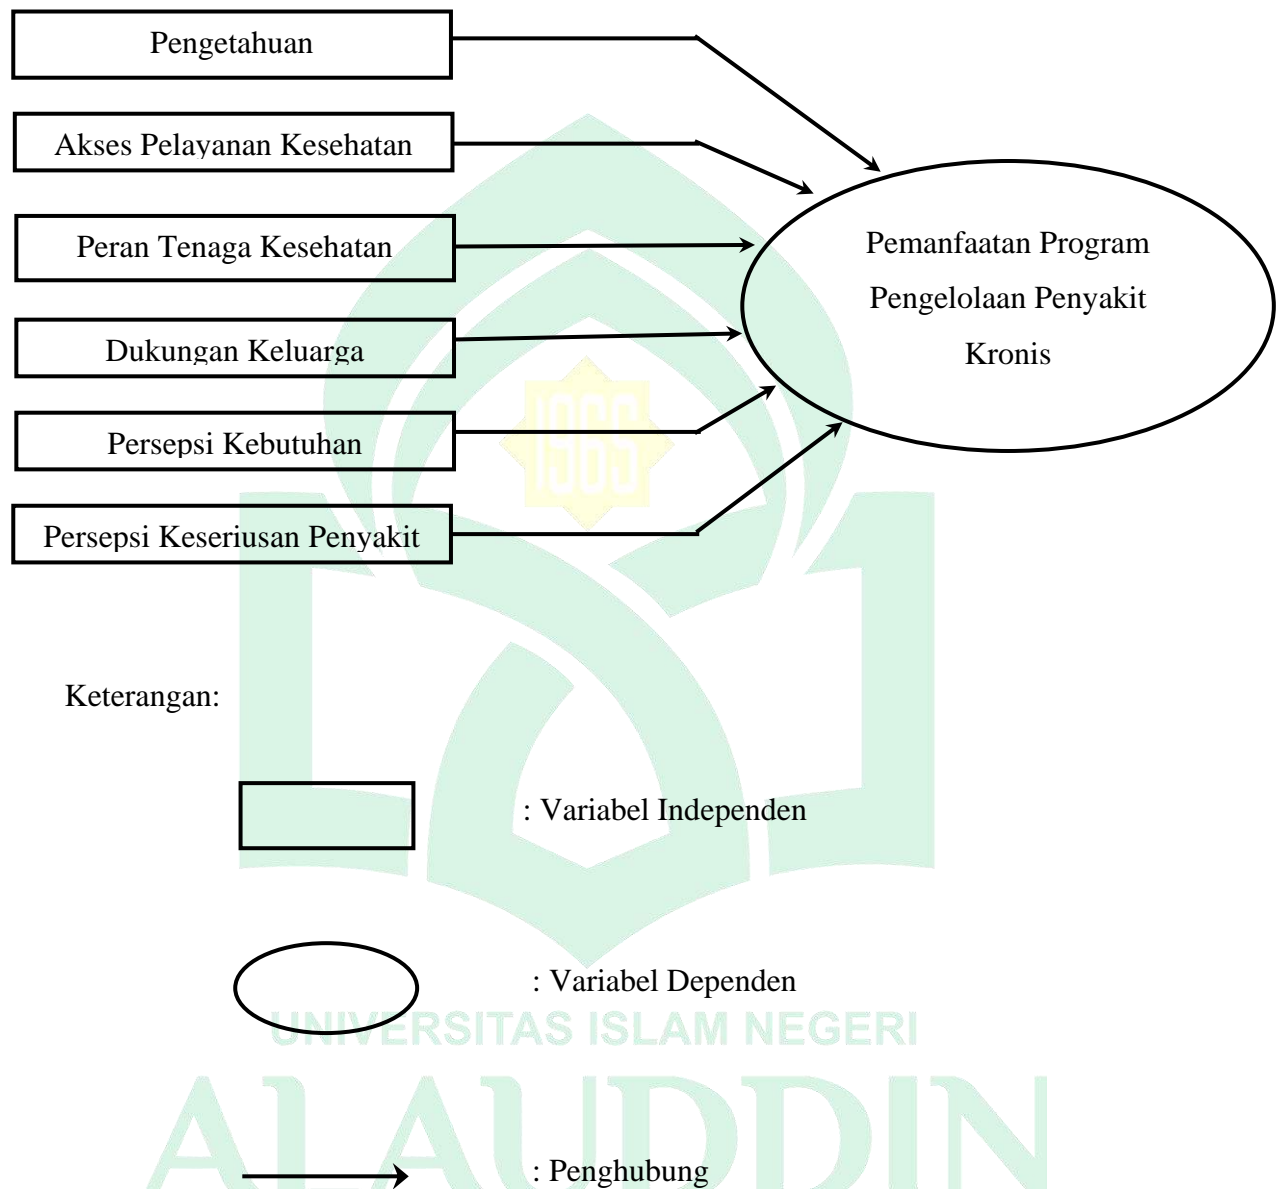 Pengetahuan
Akses Pelayanan Kesehatan
Peran Tenaga Kesehatan
Dukungan Keluarga
Persepsi Kebutuhan
Persepsi Keseriusan Penyakit
Pemanfaatan Program
Pengelolaan Penyakit
Kronis
1965
Keterangan:
: Variabel Independen
: Variabel Dependen
UNIVERSITAS ISLAM NEGERI
ALAUDDIN
: Penghubung